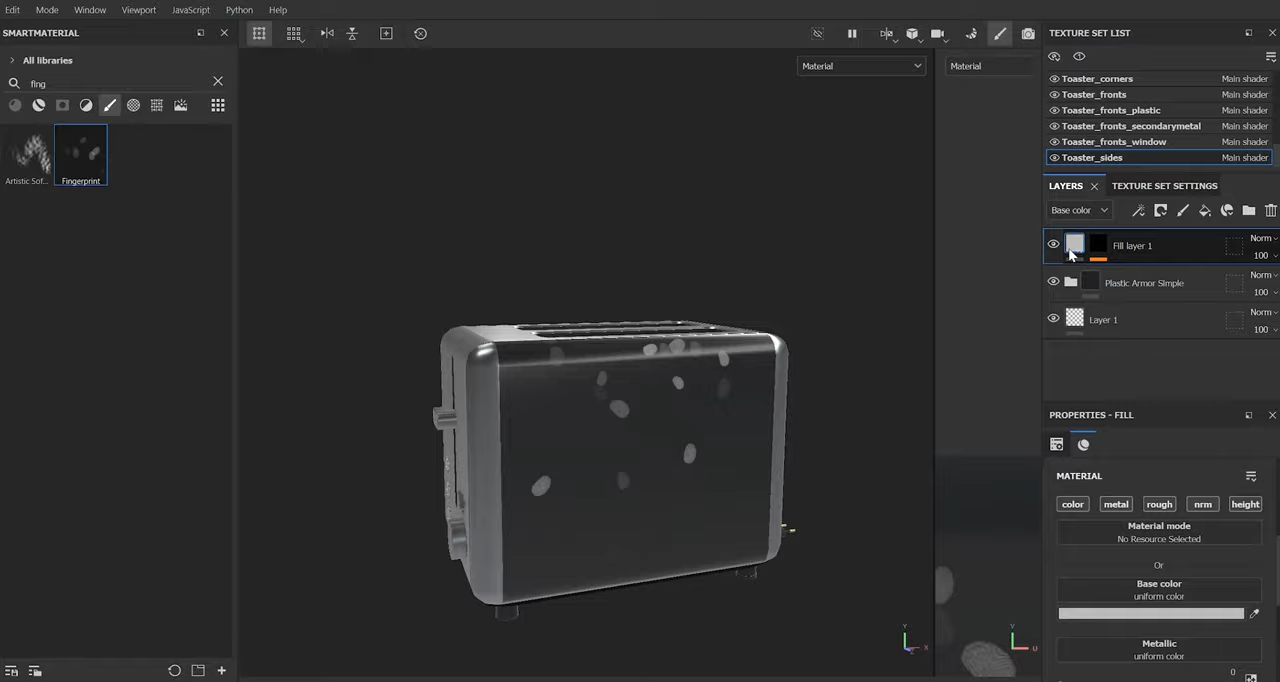 Edit Mode Window Viewport JavaScript Python Help
SMARTMATERIAL
All libraries
fing
Artistic Sof...
Fingerprint
Material
Material
TEXTURE SET LIST
Toaster_corners Main shader
Toaster_fronts Main shader
Toaster_fronts_plastic Main shader
Toaster_fronts_secondarymetal Main shader
Toaster_fronts_window Main shader
Toaster_sides Main shader
LAYERS TEXTURE SET SETTINGS
Base color
Fill layer 1 Norm
100
Plastic Armor Simple Norm
100
Layer 1 Norm
100
PROPERTIES - FILL
MATERIAL
color metal rough nrm height
Material mode
No Resource Selected
Or
Base color
uniform color
Metallic
uniform color
0
Y
X
Y
U